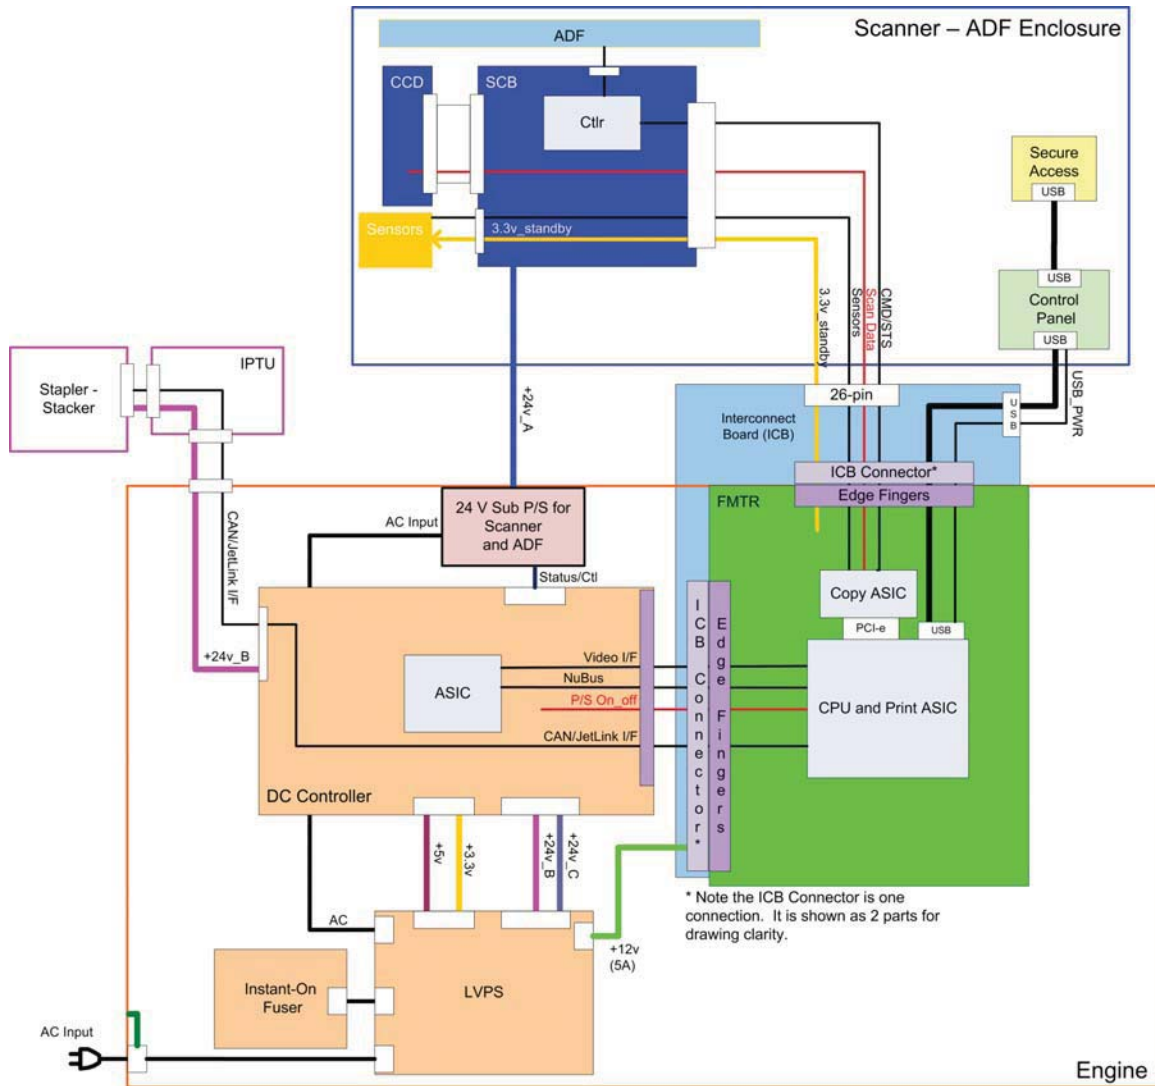 Scanner – ADF Enclosure
ADF
CCD
SCB
Ctlr
Secure
Access
USB
Sensors
3.3v_standby
USB
Control
Panel
USB
3.3v_standby
Sensors
Scan Data
CMD/STS
USB_PWR
IPTU
Stapler -
Stacker
+24v_A
26-pin
Interconnect
Board (ICB)
USB
ICB Connector*
Edge Fingers
FMTR
CAN/JetLink I/F
+24v_B
AC Input
24 V Sub P/S for
Scanner
and ADF
Status/Ctl
Copy ASIC
PCI-e
USB
ICB Connector*
Edge Fingers
ASIC
Video I/F
NuBus
P/S On_off
CAN/JetLink I/F
CPU and Print ASIC
DC Controller
+5v
+3.3v
+24v_B
+24v_C
* Note the ICB Connector is one
connection. It is shown as 2 parts for
drawing clarity.
AC
+12v
(5A)
Instant-On
Fuser
LVPS
AC Input
Engine